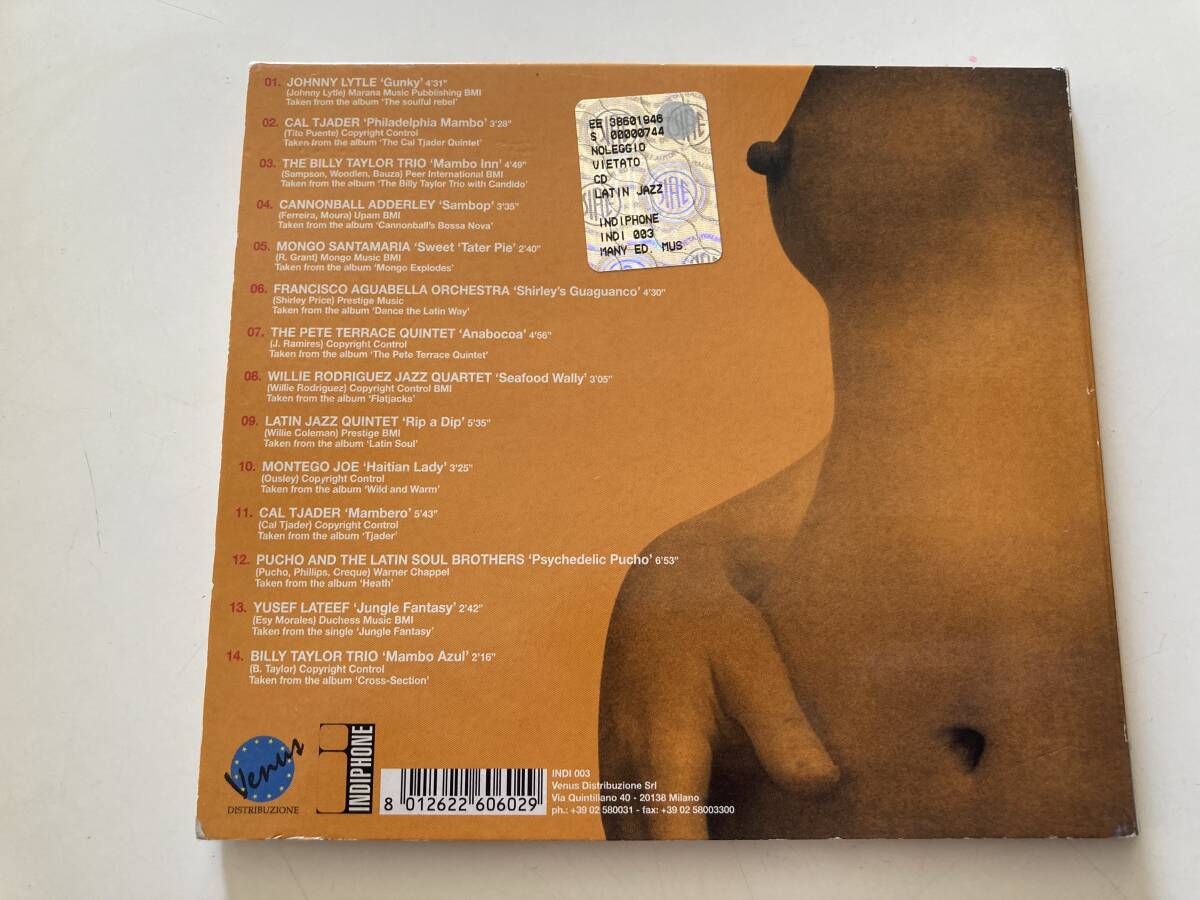 01. JOHNNY LYTLE ‘Gunky’ 4'31"
(Johnny Lytle) Marana Music Pubblishing BMI
Taken from the album ‘The soulful rebel’
02. CAL TJADER ‘Philadelphia Mambo’ 3'28"
(Tito Puente) Copyright Control
Taken from the album ‘The Cal Tjader Quintet’
03. THE BILLY TAYLOR TRIO ‘Mambo Inn’ 4'49"
(Sampson, Woodlen, Bauza) Peer International BMI
Taken from the album ‘The Billy Taylor Trio with Candido’
04. CANNONBALL ADDERLEY ‘Sambop’ 3'35"
(Ferreira, Moura) Upam BMI
Taken from the album ‘Cannonball's Bossa Nova’
05. MONGO SANTAMARIA ‘Sweet ‘Tater Pie’ 2'40"
(R. Grant) Mongo Music BMI
Taken from the album ‘Mongo Explodes’
06. FRANCISCO AGUABELLA ORCHESTRA ‘Shirley's Guaguanco’ 4'30"
(Shirley Price) Prestige Music
Taken from the album ‘Dance the Latin Way’
07. THE PETE TERRACE QUINTET ‘Anabocoa’ 4'56"
(J. Ramires) Copyright Control
Taken from the album ‘The Pete Terrace Quintet’
08. WILLIE RODRIGUEZ JAZZ QUARTET ‘Seafood Wally’ 3'05"
(Willie Rodriguez) Copyright Control BMI
Taken from the album ‘Flatjacks’
09. LATIN JAZZ QUINTET ‘Rip a Dip’ 5'35"
(Willie Coleman) Prestige BMI
Taken from the album ‘Latin Soul’
10. MONTEGO JOE ‘Haitian Lady’ 3'25"
(Ousley) Copyright Control
Taken from the album ‘Wild and Warm’
11. CAL TJADER ‘Mambero’ 5'43"
(Cal Tjader) Copyright Control
Taken from the album ‘Tjader’
12. PUCHO AND THE LATIN SOUL BROTHERS ‘Psychedelic Pucho’ 6'53"
(Pucho, Phillips, Creque) Warner Chappel
Taken from the album ‘Heath’
13. YUSEF LATEEF ‘Jungle Fantasy’ 2'42"
(Esy Morales) Duchess Music BMI
Taken from the single ‘Jungle Fantasy’
14. BILLY TAYLOR TRIO ‘Mambo Azul’ 2'16"
(B. Taylor) Copyright Control
Taken from the album ‘Cross-Section’
EE 3B601946
S 00000744
NOLEGGIO
VIETATO
CD
LATIN JAZZ
INDIPHONE
INDI 003
MANY ED. MUS
SIAE
Venus
DISTRIBUZIONE
INDIPHONE
8 012622 606029
INDI 003
Venus Distribuzione Srl
Via Quintiliano 40 - 20138 Milano
ph.: +39 02 580031 - fax: +39 02 58003300